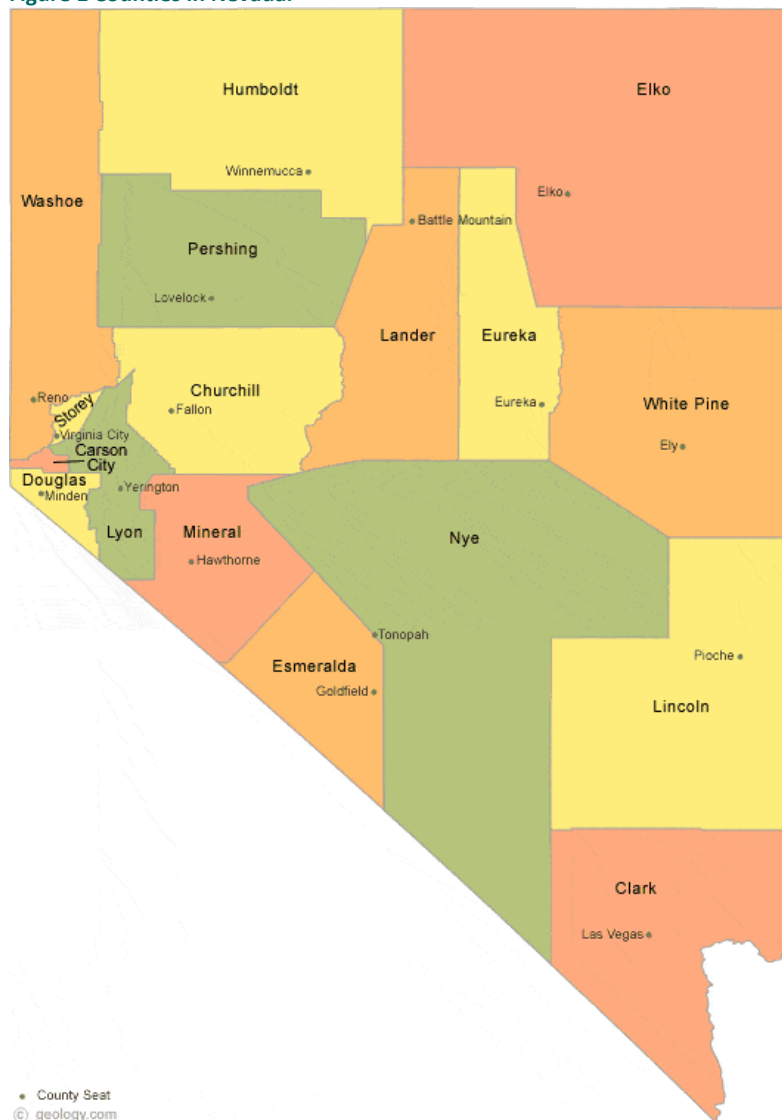 Humboldt
Elko
Winnemucca
Elko
Washoe
Battle Mountain
Pershing
Lovelock
Lander
Eureka
Churchill
Reno
Storey
Fallon
Eureka
White Pine
Virginia City
Ely
Carson
City
Douglas
Minden
Yerington
Lyon
Mineral
Nye
Hawthorne
Tonopah
Esmeralda
Goldfield
Pioche
Lincoln
Clark
Las Vegas
County Seat
© geology.com